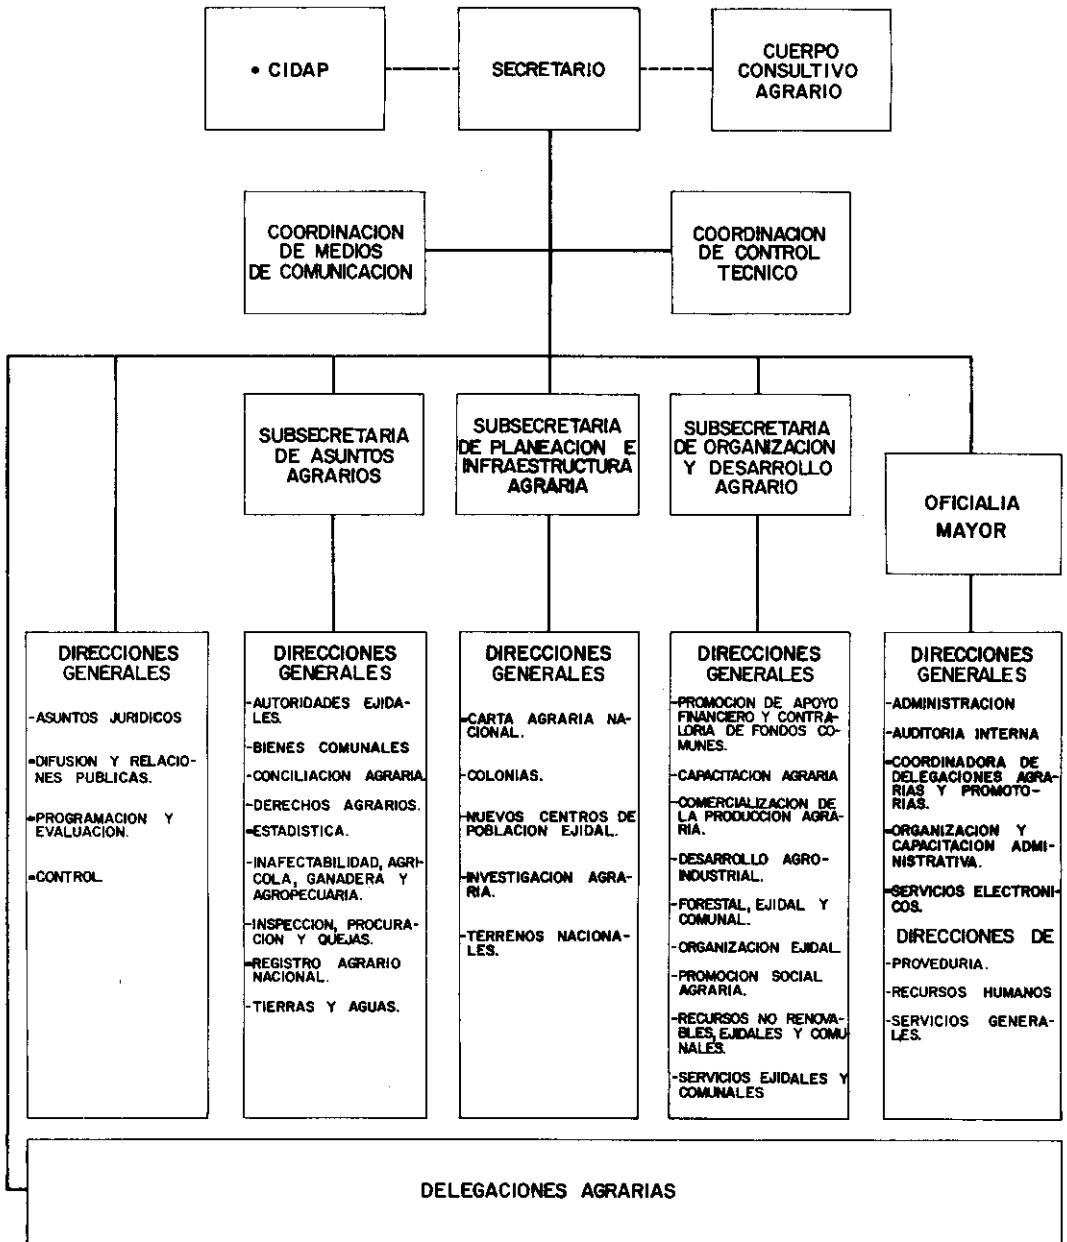 • CIDAP
SECRETARIO
CUERPO
CONSULTIVO
AGRARIO
COORDINACION
DE MEDIOS
DE COMUNICACION
COORDINACION
DE CONTROL
TECNICO
SUBSECRETARIA
DE ASUNTOS
AGRARIOS
SUBSECRETARIA
DE PLANEACION E
INFRAESTRUCTURA
AGRARIA
SUBSECRETARIA
DE ORGANIZACION
Y DESARROLLO
AGRARIO
OFICIALIA
MAYOR
DIRECCIONES
GENERALES
-ASUNTOS JURIDICOS
-DIFUSION Y RELACIO-
NES PUBLICAS.
-PROGRAMACION Y
EVALUACION.
-CONTROL
DIRECCIONES
GENERALES
-AUTORIDADES EJIDA-
LES.
-BIENES COMUNALES
-CONCILIACION AGRARIA
-DERECHOS AGRARIOS.
-ESTADISTICA.
-INAFECTABILIDAD, AGRI-
COLA, GANADERA Y
AGROPECUARIA.
-INSPECCION, PROCURA-
CION Y QUEJAS.
-REGISTRO AGRARIO
NACIONAL.
-TIERRAS Y AGUAS.
DIRECCIONES
GENERALES
-CARTA AGRARIA NA-
CIONAL.
-COLONIAS.
-NUEVOS CENTROS DE
POBLACION EJIDAL.
-INVESTIGACION AGRA-
RIA.
-TERRENOS NACIONA-
LES.
DIRECCIONES
GENERALES
-PROMOCION DE APOYO
FINANCIERO Y CONTRA-
LORIA DE FONDOS CO-
MUNES.
-CAPACITACION AGRARIA
-COMERCIALIZACION DE
LA PRODUCCION AGRA-
RIA.
-DESARROLLO AGRO-
INDUSTRIAL.
-FORESTAL, EJIDAL Y
COMUNAL.
-ORGANIZACION EJIDAL
-PROMOCION SOCIAL
AGRARIA.
-RECURSOS NO RENOVA-
BLES, EJIDALES Y COMU-
NALES.
-SERVICIOS EJIDALES Y
COMUNALES
DIRECCIONES
GENERALES
-ADMINISTRACION
-AUDITORIA INTERNA
-COORDINADORA DE
DELEGACIONES AGRA-
RIAS Y PROMOTO-
RIAS.
-ORGANIZACION Y
CAPACITACION ADMI-
NISTRATIVA.
-SERVICIOS ELECTRONI-
COS.
DIRECCIONES DE
-PROVEDURIA.
-RECURSOS HUMANOS
-SERVICIOS GENERA-
LES.
DELEGACIONES AGRARIAS